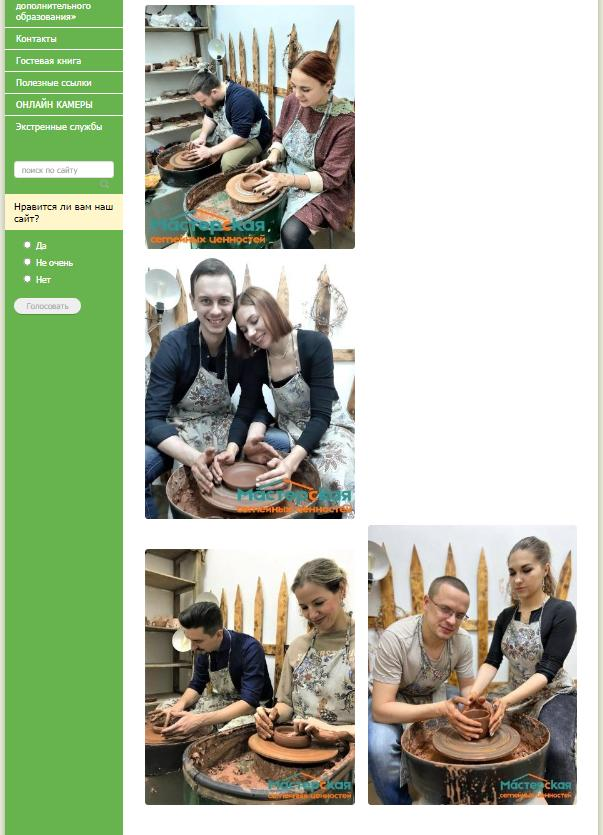 дополнительного
образования»
Контакты
Гостевая книга
Полезные ссылки
ОНЛАЙН КАМЕРЫ
Экстренные службы
поиск по сайту
Нравится ли вам наш
сайт?
Да
Не очень
Нет
Голосовать
Мастерская
семейных ценностей
Мастерская
семейных ценностей
Мастерская
семейных ценностей
Мастерская
семейных ценностей